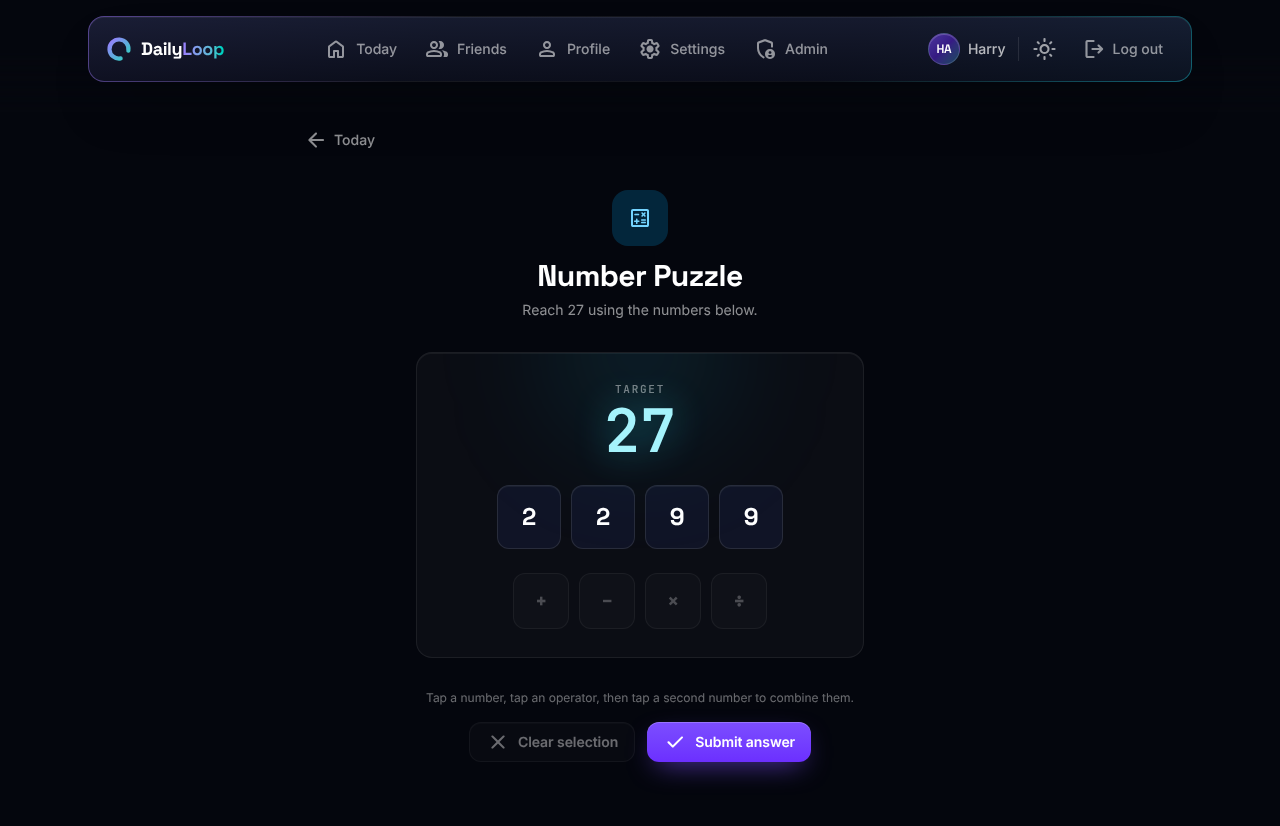 DailyLoop
Today
Friends
Profile
Settings
Admin
HA
Harry
Log out
Today
Number Puzzle
Reach 27 using the numbers below.
TARGET
27
2 2 9 9
+ − × ÷
Tap a number, tap an operator, then tap a second number to combine them.
Clear selection
Submit answer